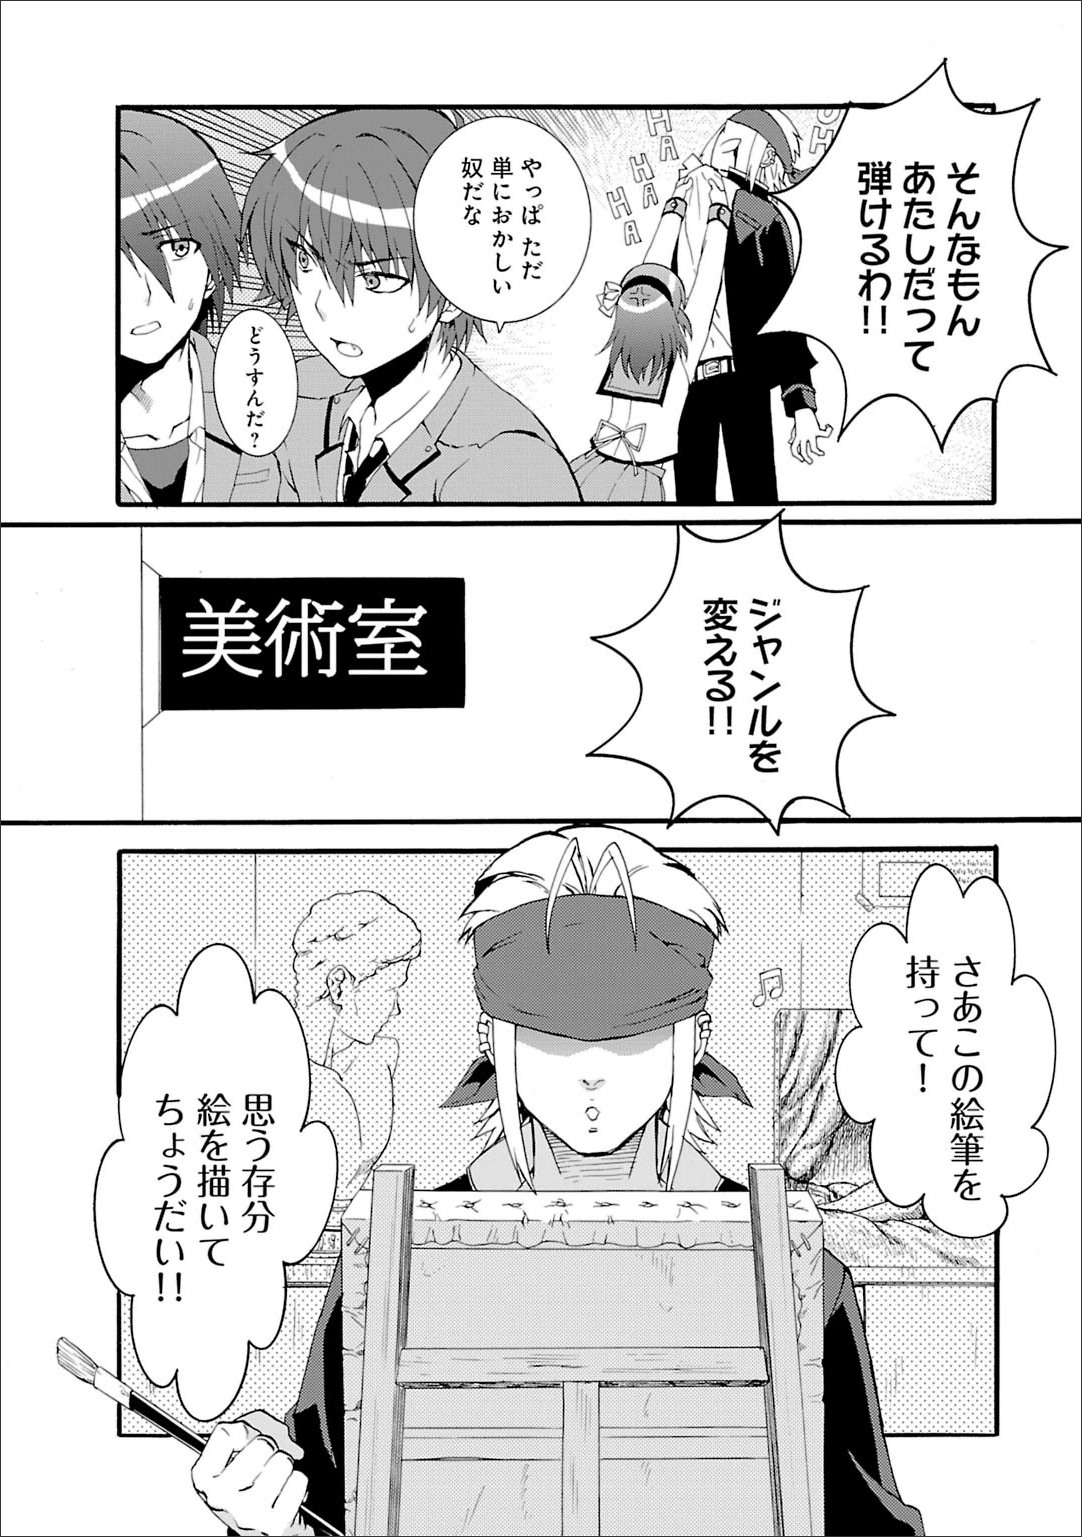 そんなもん
あたしだって
弾けるわ!!
OH
HA
HA
HA
HA
やっぱ ただ
単におかしい
奴だな
どうすんだ?
ジャンルを
変える!!
美術室
さあこの絵筆を
持って!
思う存分
絵を描いて
ちょうだい!!